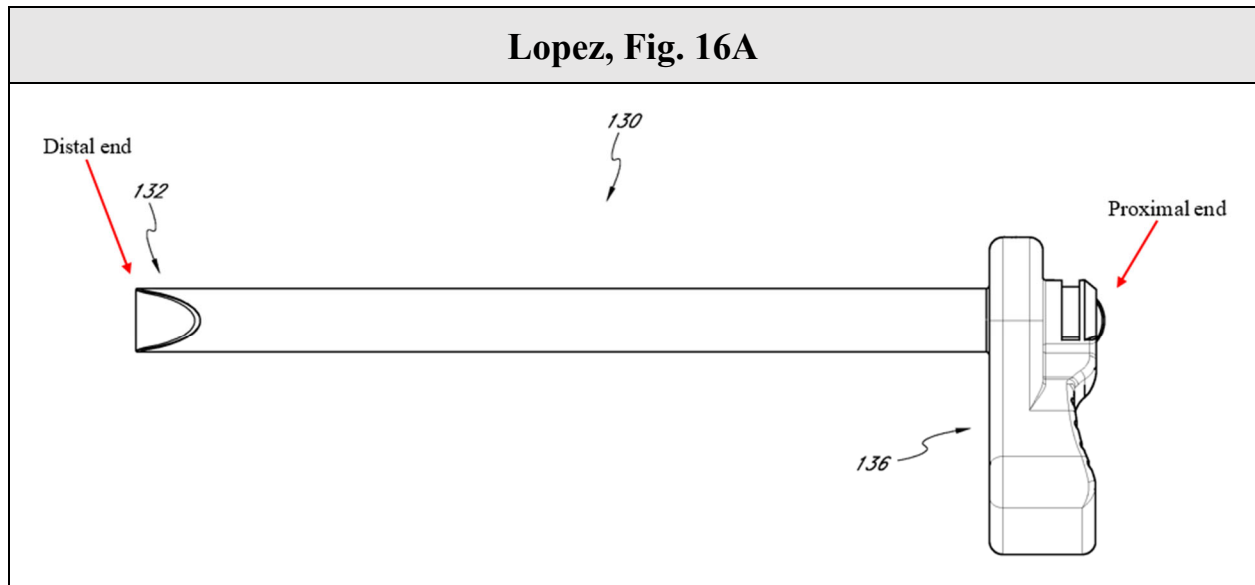 Lopez, Fig. 16A
130
Distal end
132
Proximal end
136